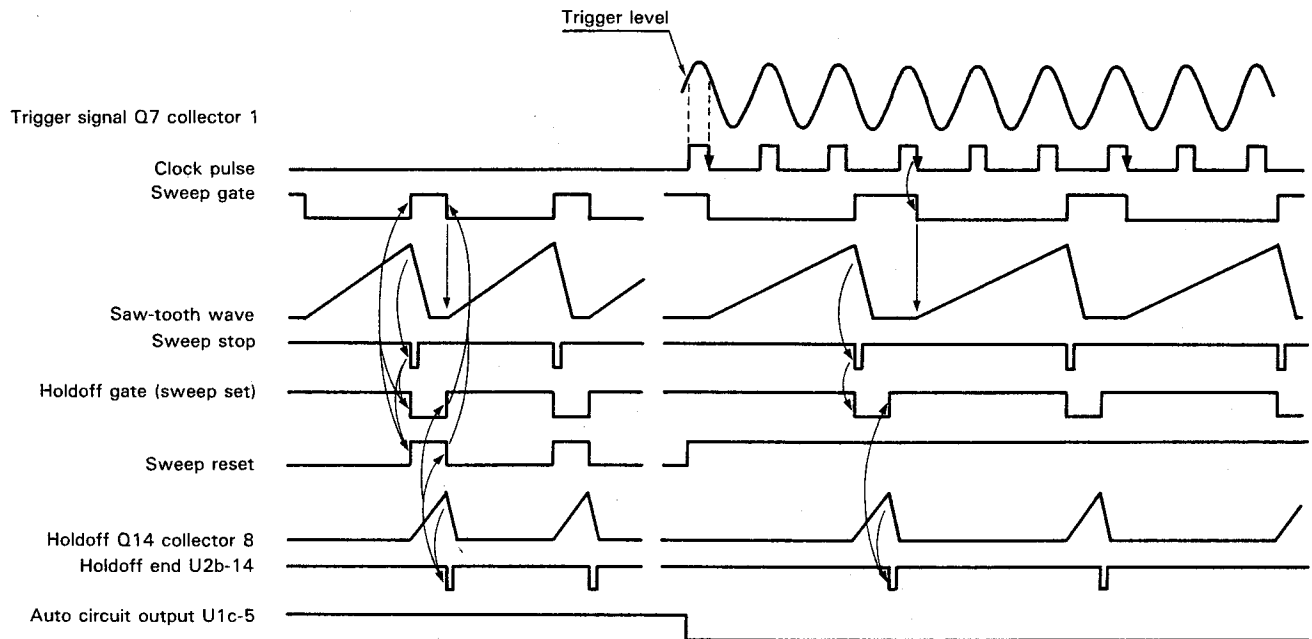 Trigger level
Trigger signal Q7 collector 1
Clock pulse
Sweep gate
Saw-tooth wave
Sweep stop
Holdoff gate (sweep set)
Sweep reset
Holdoff Q14 collector 8
Holdoff end U2b-14
Auto circuit output U1c-5